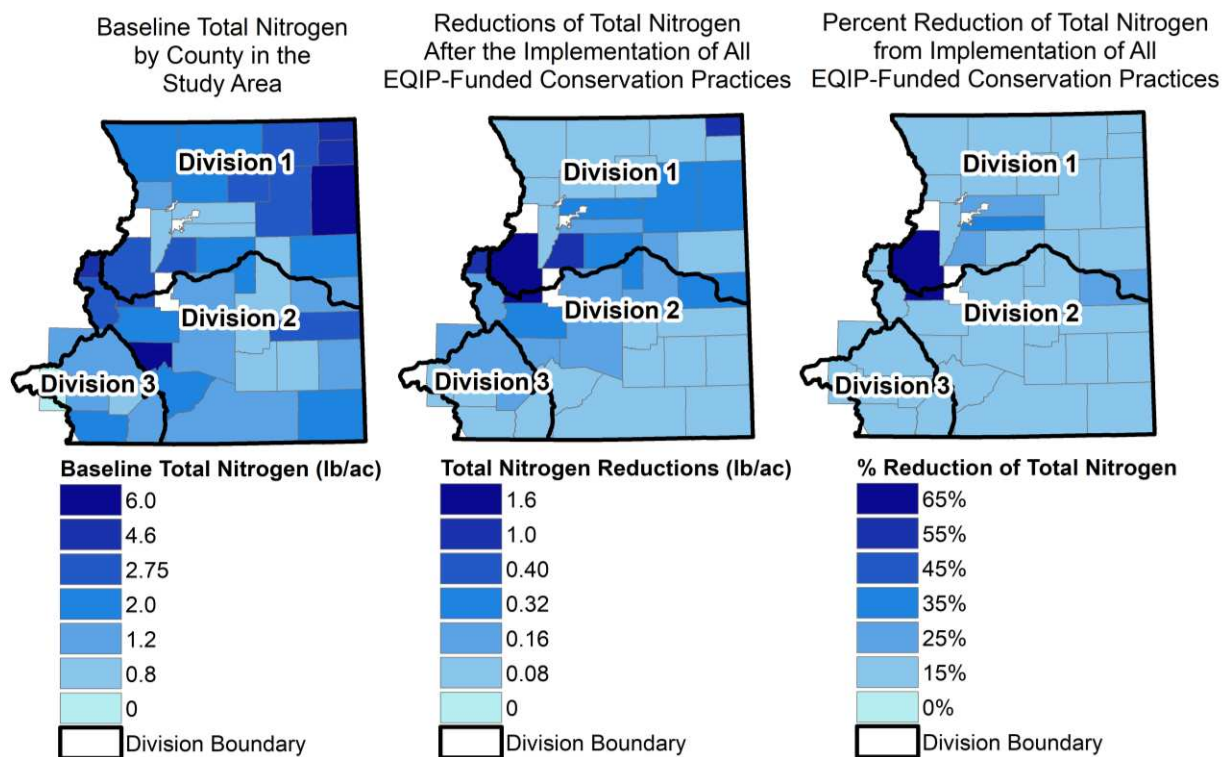 Baseline Total Nitrogen
by County in the
Study Area
Division 1
Division 2
Division 3
Baseline Total Nitrogen (lb/ac)
6.0
4.6
2.75
2.0
1.2
0.8
0
Division Boundary
Reductions of Total Nitrogen
After the Implementation of All
EQIP-Funded Conservation Practices
Division 1
Division 2
Division 3
Total Nitrogen Reductions (lb/ac)
1.6
1.0
0.40
0.32
0.16
0.08
0
Division Boundary
Percent Reduction of Total Nitrogen
from Implementation of All
EQIP-Funded Conservation Practices
Division 1
Division 2
Division 3
% Reduction of Total Nitrogen
65%
55%
45%
35%
25%
15%
0%
Division Boundary